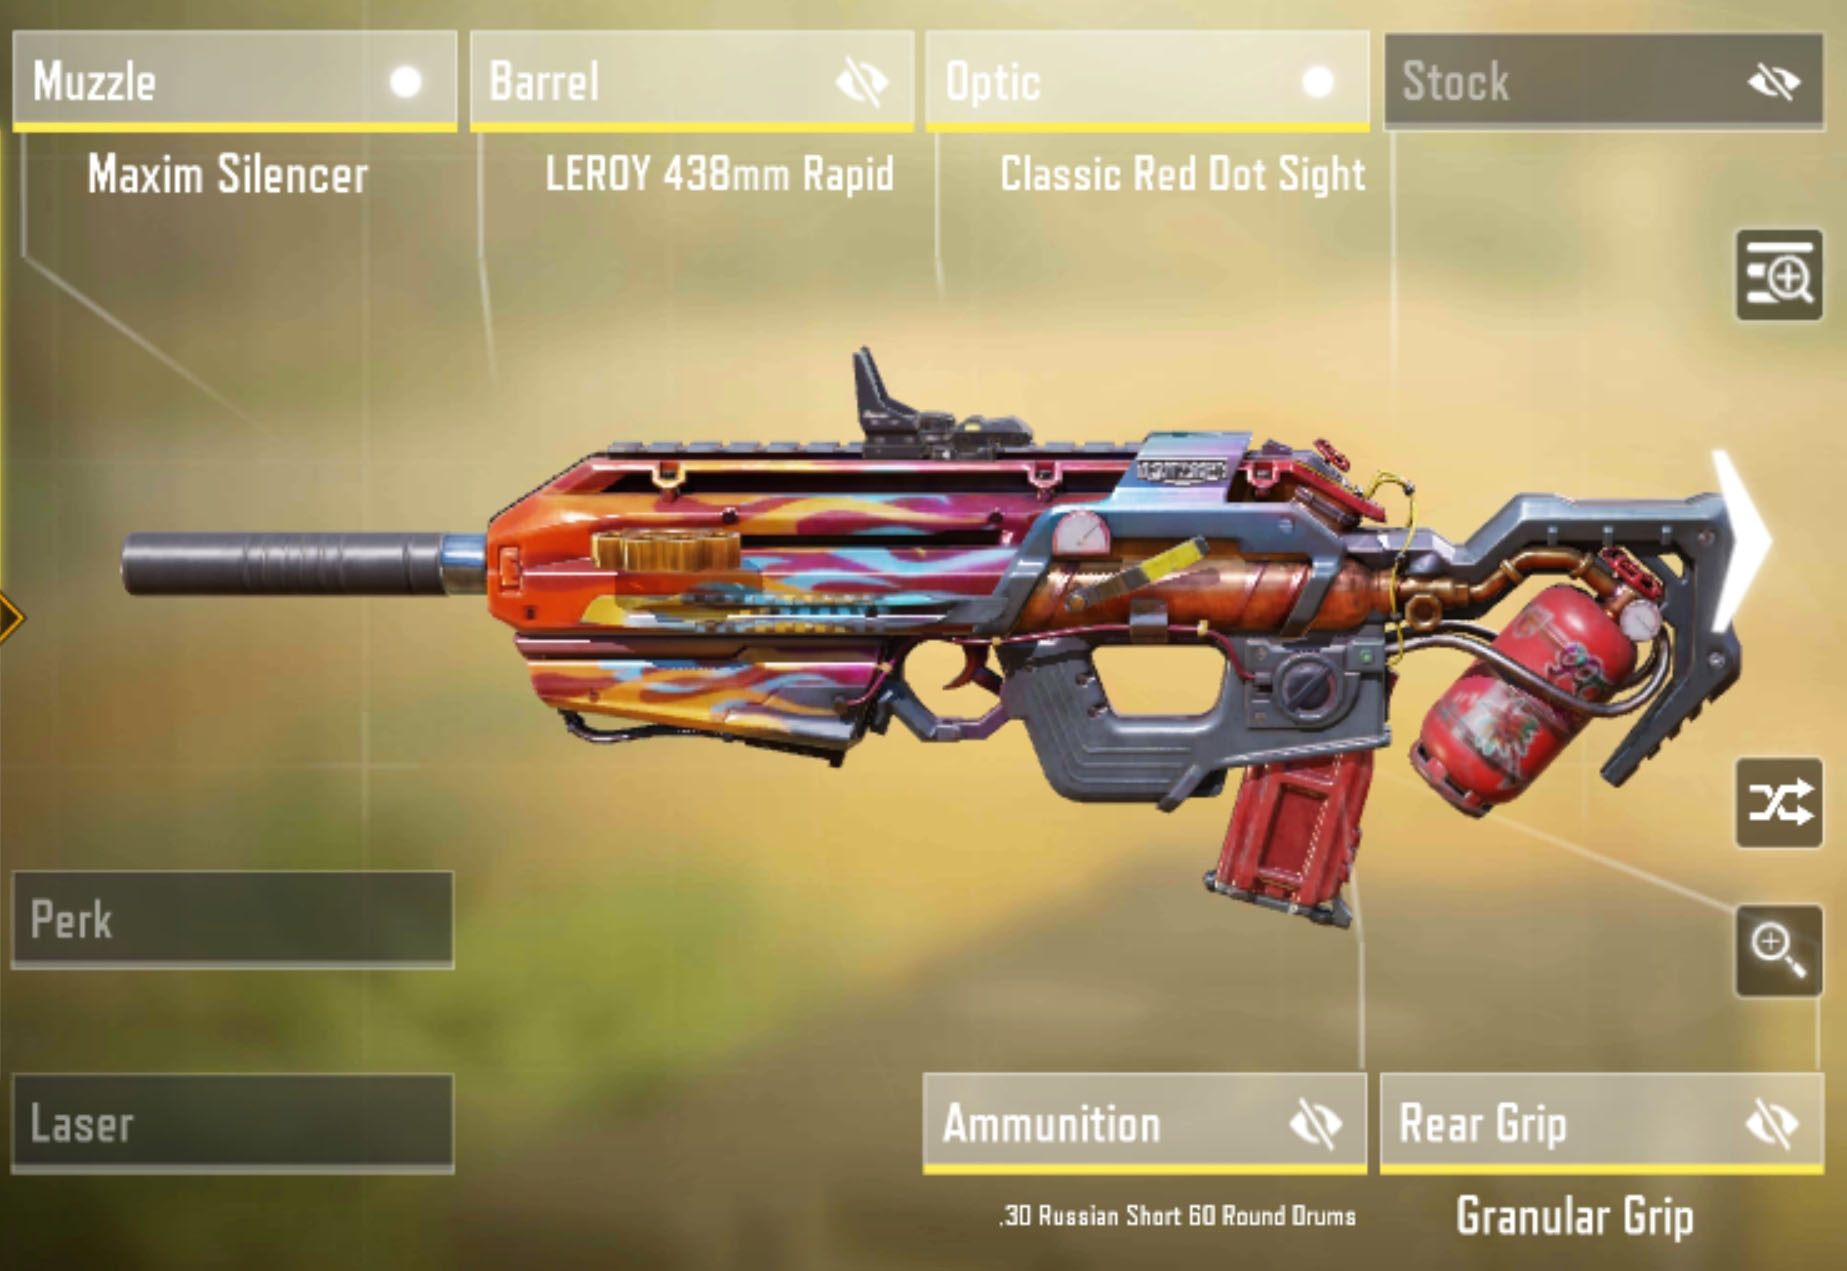 Muzzle
Barrel
Optic
Stock
Maxim Silencer
LEROY 438mm Rapid
Classic Red Dot Sight
Perk
Laser
Ammunition
Rear Grip
.30 Russian Short 60 Round Drums
Granular Grip